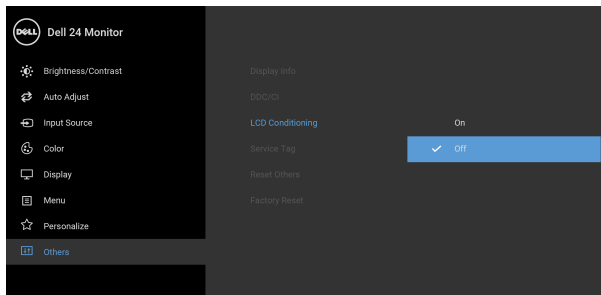 DELL Dell 24 Monitor
Brightness/Contrast
Display Info
Auto Adjust
DDC/CI
Input Source
LCD Conditioning
On
Color
Service Tag
Off
Display
Reset Others
Menu
Factory Reset
Personalize
Others